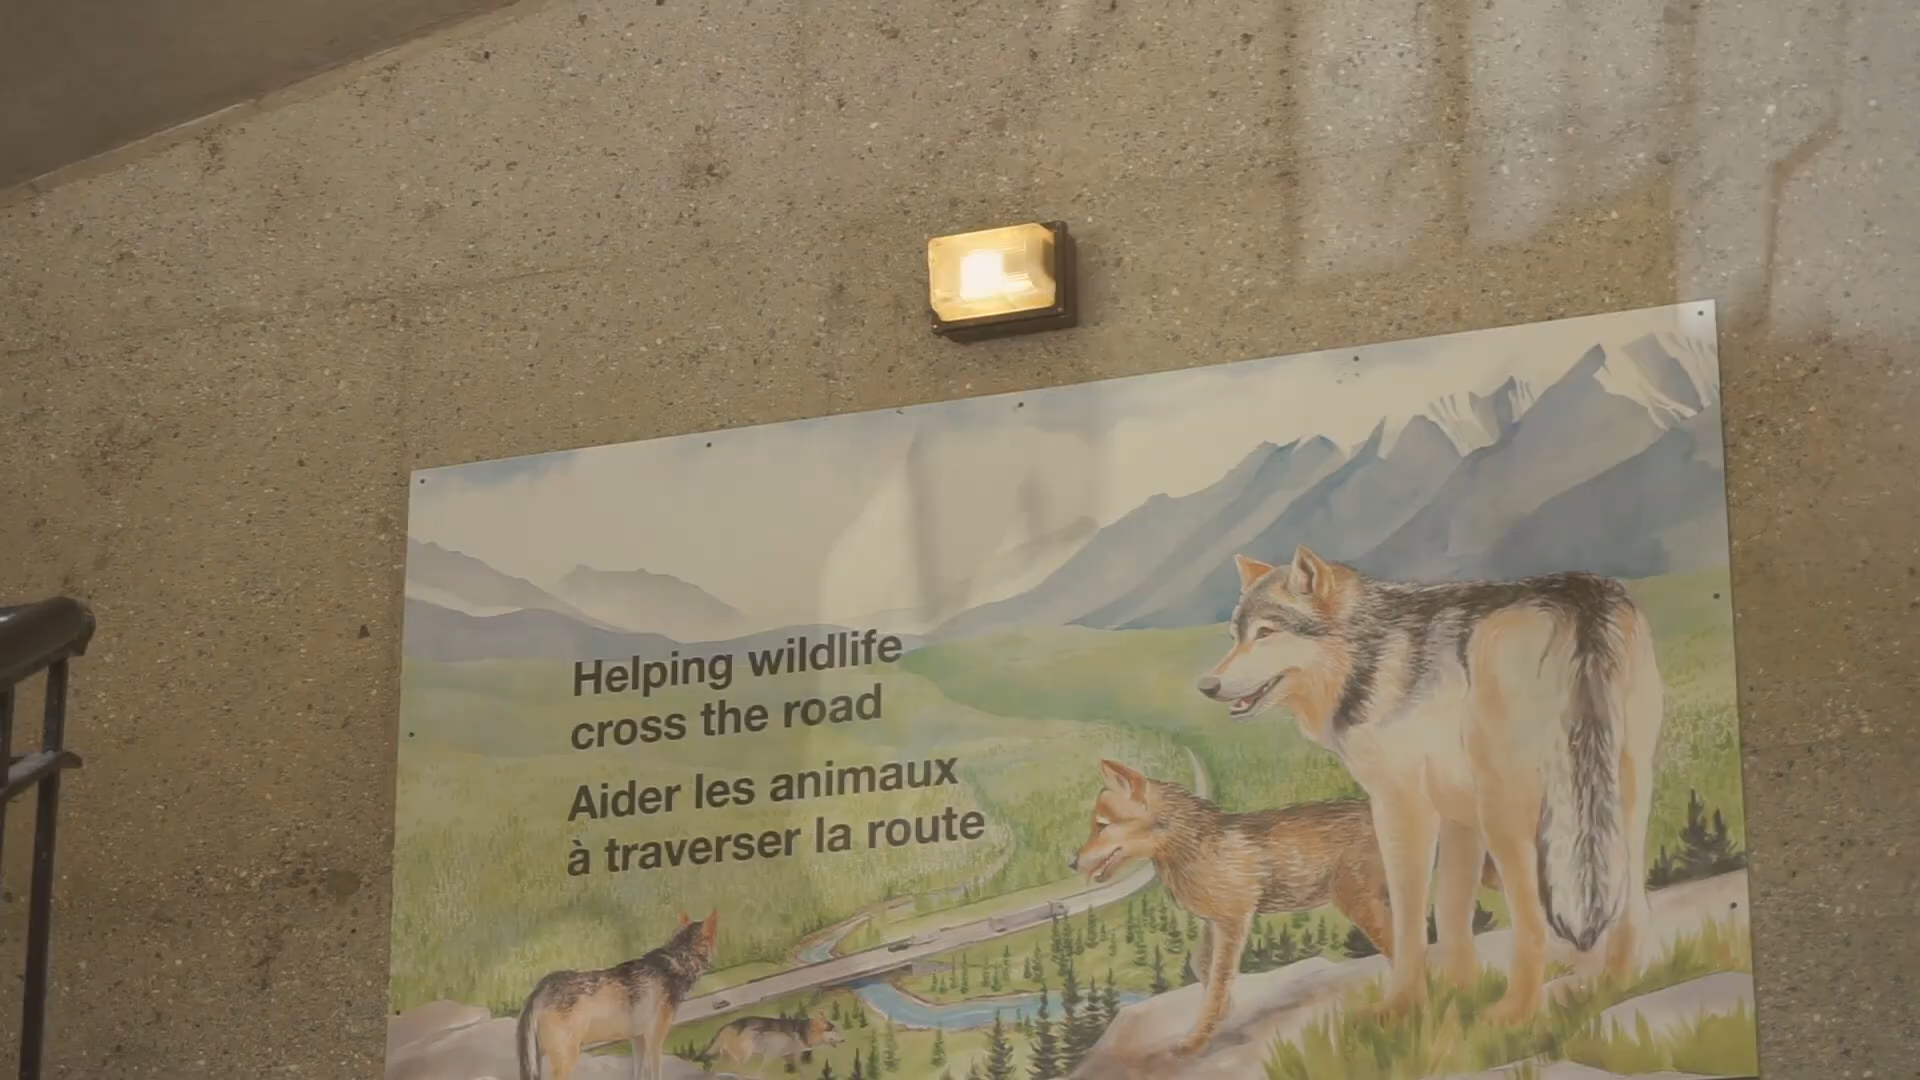 Helping wildlife
cross the road
Aider les animaux
à traverser la route